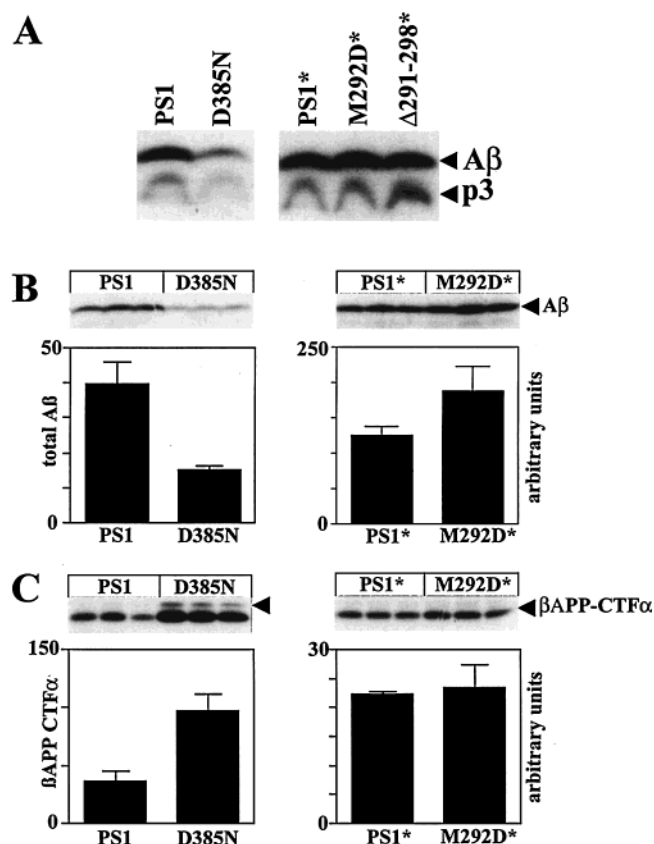 A
PS1 D385N PS1* M292D* Δ291-298*
Aβ
p3
B
PS1 D385N PS1* M292D*
Aβ
50 250
total Aß arbitrary units
0 0
PS1 D385N PS1* M292D*
C
PS1 D385N PS1* M292D*
βAPP-CTFα
150 30
ßAPP CTFα arbitrary units
0 0
PS1 D385N PS1* M292D*